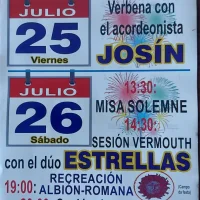 JULIO
25
Viernes
Verbena con
el acordeonista
JOSÍN
JULIO
26
Sábado
13:30:
MISA SOLEMNE
14:30:
SESIÓN VERMOUTH
con el dúo ESTRELLAS
19:00: RECREACIÓN
ALBIÓN-ROMANA